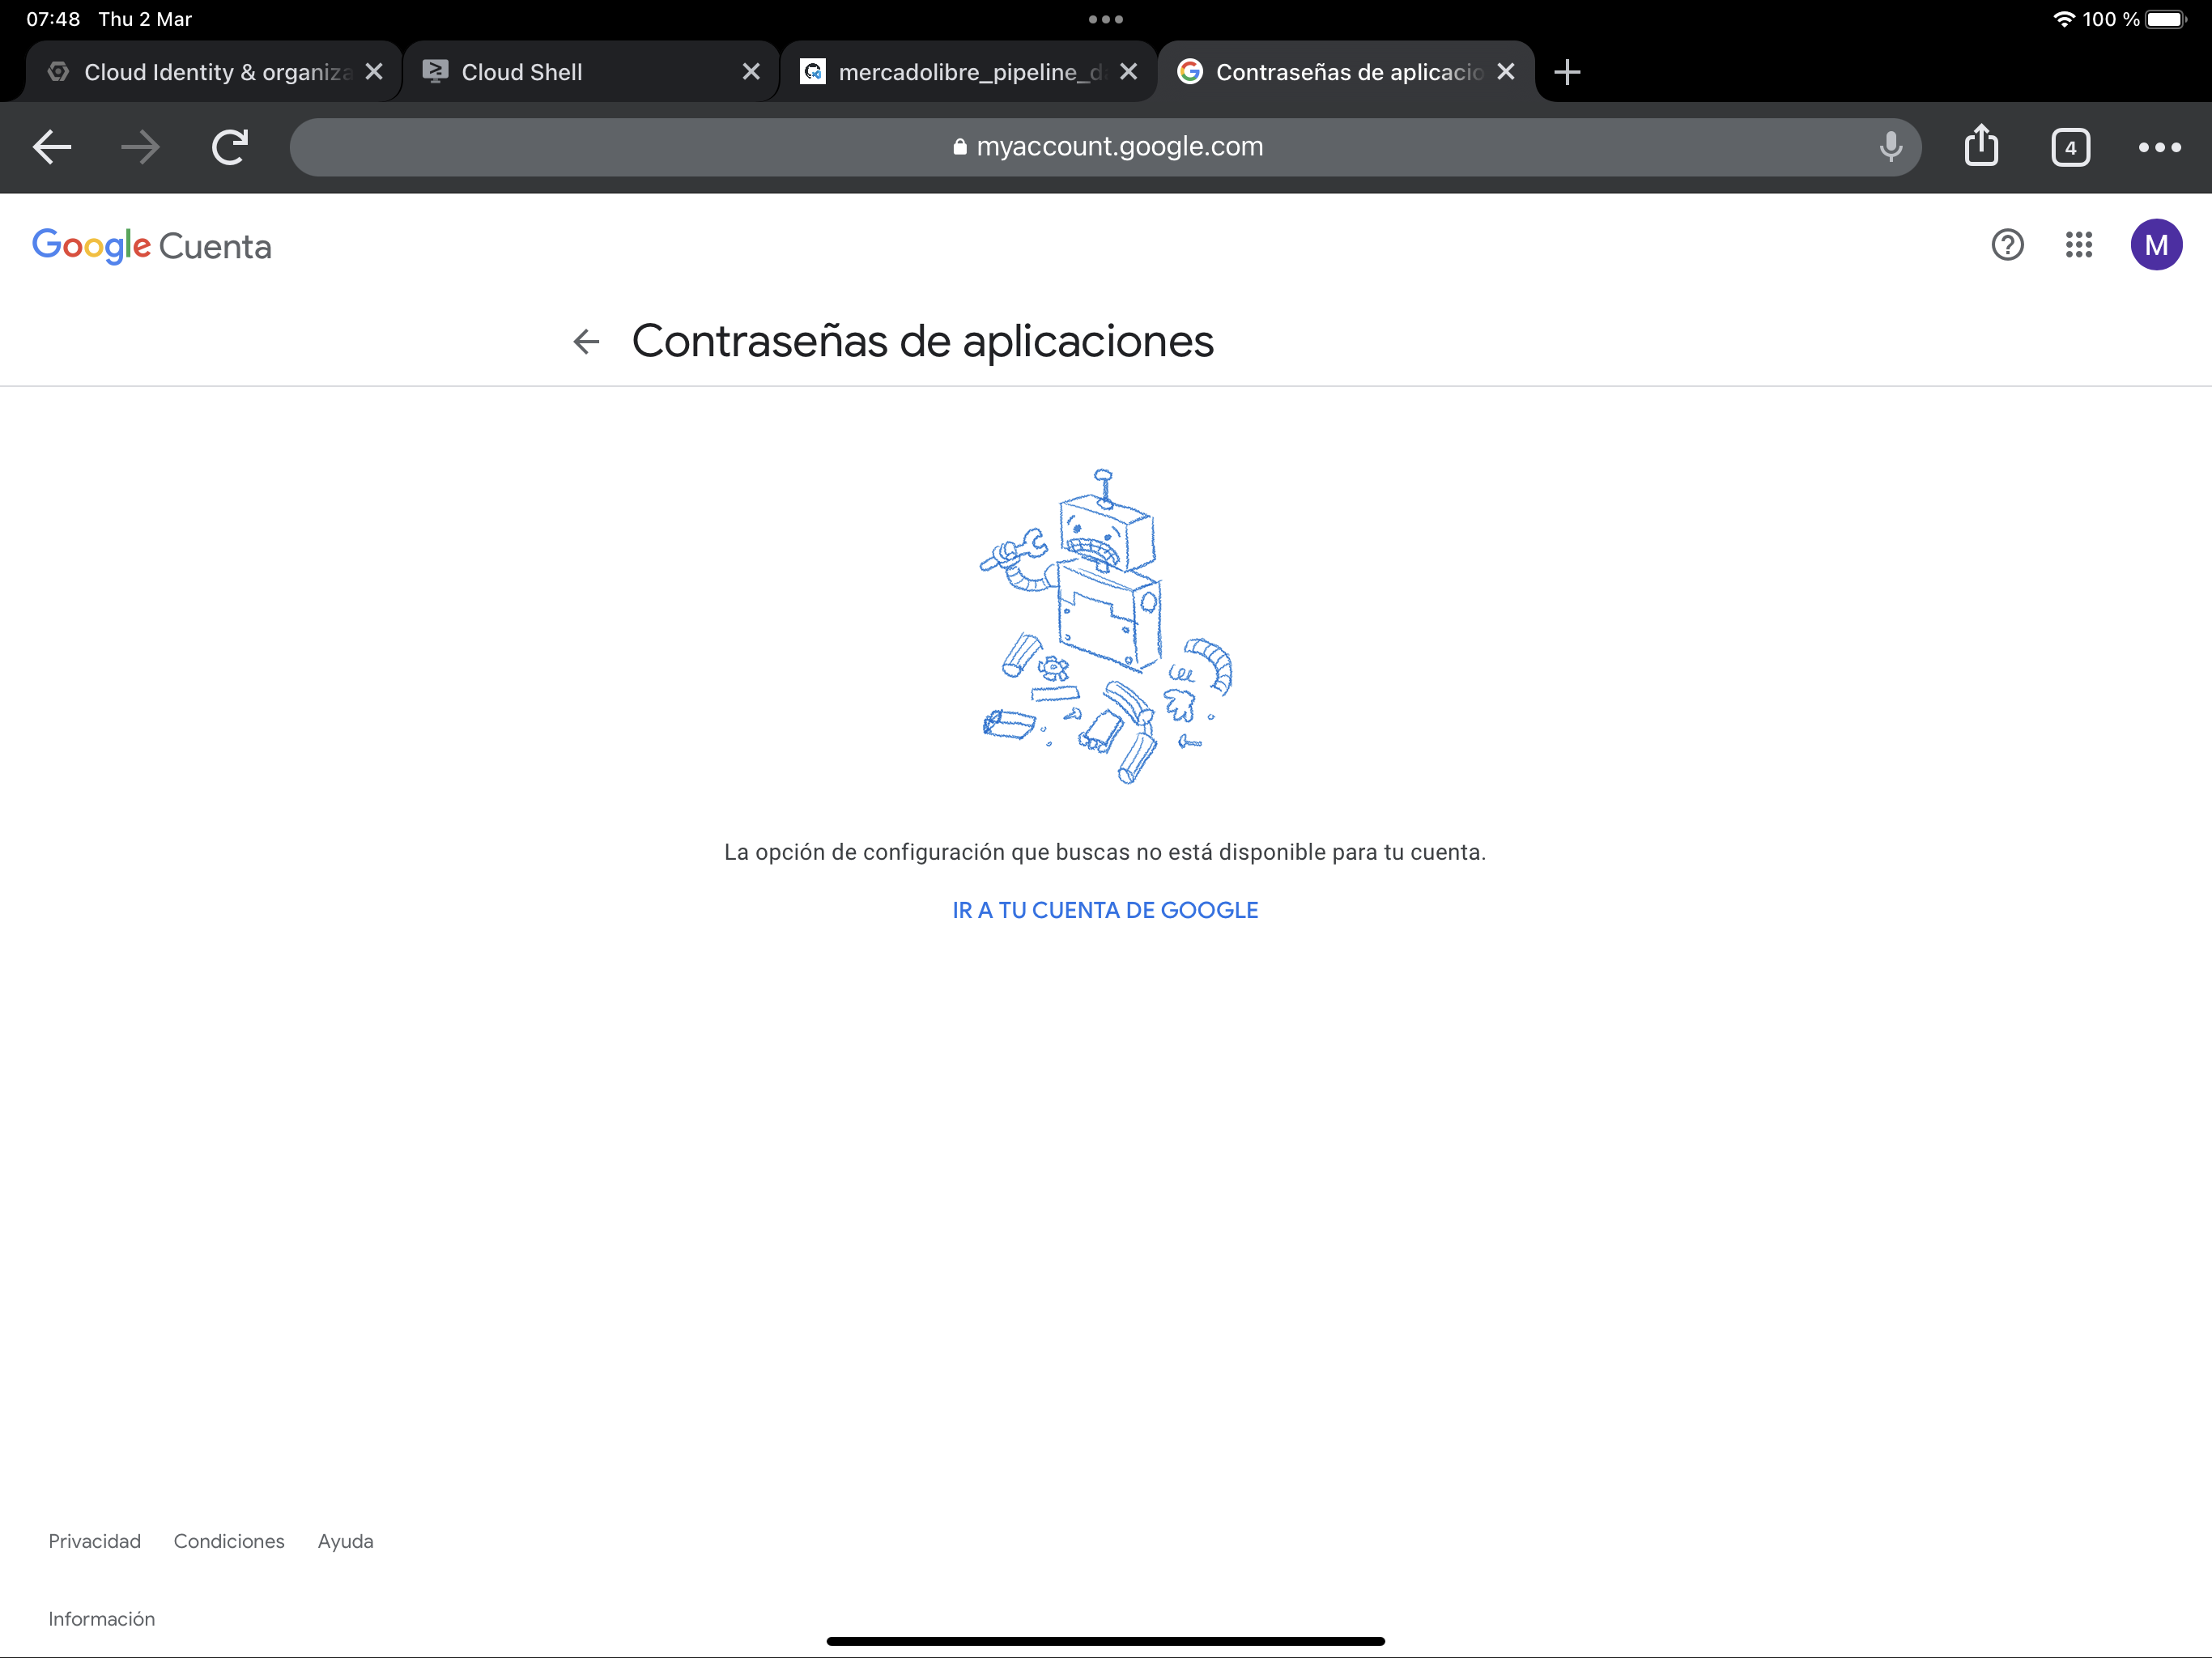 07:48 Thu 2 Mar
100 %
Cloud Identity & organiza
Cloud Shell
mercadolibre_pipeline_d
Contraseñas de aplicacio
myaccount.google.com
4
Google Cuenta
M
Contraseñas de aplicaciones
La opción de configuración que buscas no está disponible para tu cuenta.
IR A TU CUENTA DE GOOGLE
Privacidad Condiciones Ayuda
Información